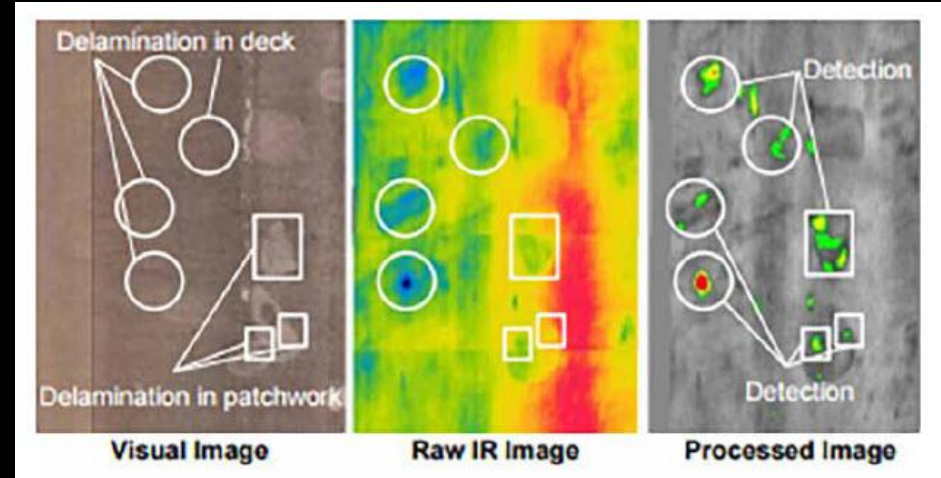 Delamination in deck
Detection
Delamination in patchwork
Detection
Visual Image
Raw IR Image
Processed Image